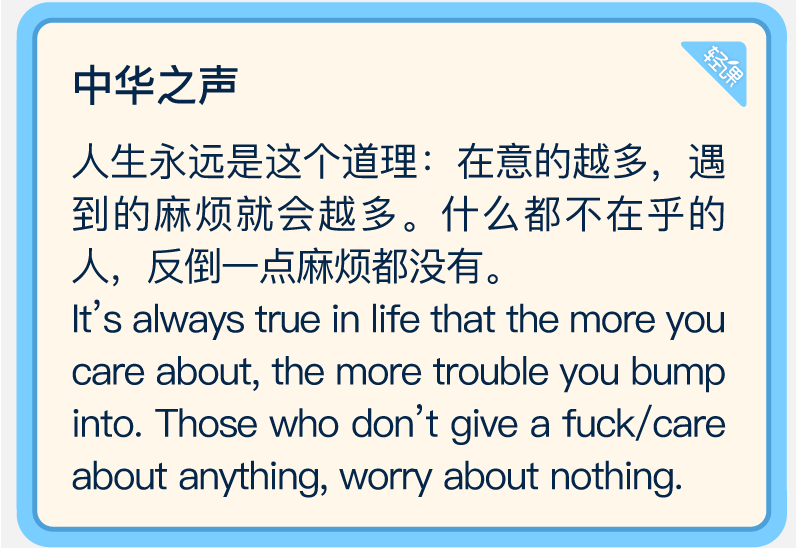 中华之声
轻课
人生永远是这个道理：在意的越多，遇
到的麻烦就会越多。什么都不在乎的
人，反倒一点麻烦都没有。
It’s always true in life that the more you
care about, the more trouble you bump
into. Those who don’t give a fuck/care
about anything, worry about nothing.